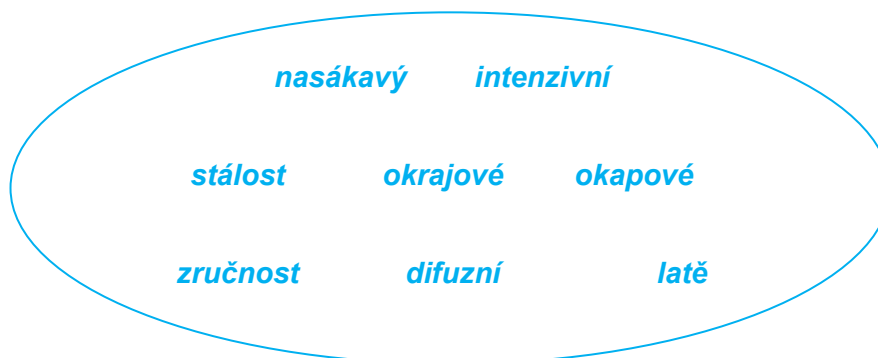 nasákavý intenzivní
stálost okrajové okapové
zručnost difuzní latě